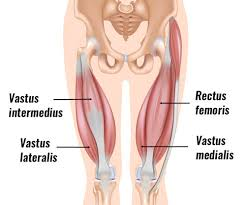 Vastus
intermedius
Rectus
femoris
Vastus
lateralis
Vastus
medialis